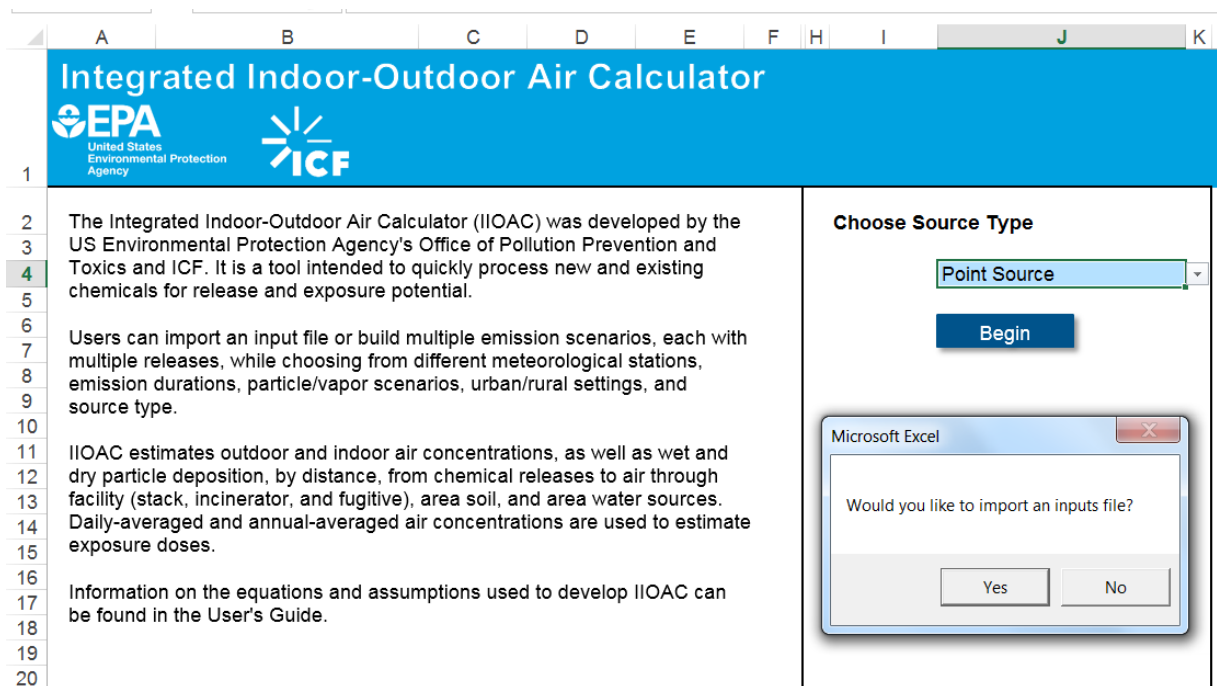 A B C D E F H I J K
1
Integrated Indoor-Outdoor Air Calculator
EPA
United States
Environmental Protection
Agency
ICF
2
3
4
5
6
7
8
9
10
11
12
13
14
15
16
17
18
19
20
The Integrated Indoor-Outdoor Air Calculator (IIOAC) was developed by the
US Environmental Protection Agency's Office of Pollution Prevention and
Toxics and ICF. It is a tool intended to quickly process new and existing
chemicals for release and exposure potential.
Users can import an input file or build multiple emission scenarios, each with
multiple releases, while choosing from different meteorological stations,
emission durations, particle/vapor scenarios, urban/rural settings, and
source type.
IIOAC estimates outdoor and indoor air concentrations, as well as wet and
dry particle deposition, by distance, from chemical releases to air through
facility (stack, incinerator, and fugitive), area soil, and area water sources.
Daily-averaged and annual-averaged air concentrations are used to estimate
exposure doses.
Information on the equations and assumptions used to develop IIOAC can
be found in the User's Guide.
Choose Source Type
Point Source
Begin
Microsoft Excel
Would you like to import an inputs file?
Yes No